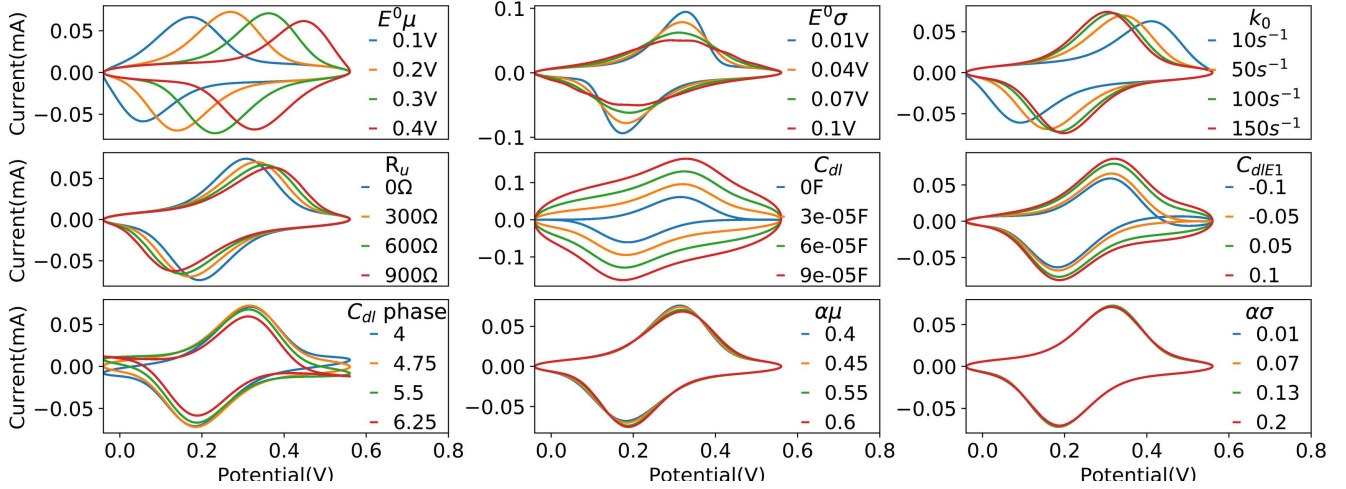 Current(mA)
0.05
0.00
−0.05
E⁰μ
0.1V
0.2V
0.3V
0.4V
0.1
0.0
−0.1
E⁰σ
0.01V
0.04V
0.07V
0.1V
0.05
0.00
−0.05
k₀
10s⁻¹
50s⁻¹
100s⁻¹
150s⁻¹
Current(mA)
0.05
0.00
−0.05
Rᵤ
0Ω
300Ω
600Ω
900Ω
0.1
0.0
−0.1
C_dl
0F
3e-05F
6e-05F
9e-05F
0.05
0.00
−0.05
C_dlE1
-0.1
-0.05
0.05
0.1
Current(mA)
0.05
0.00
−0.05
C_dl phase
4
4.75
5.5
6.25
0.0 0.2 0.4 0.6 0.8
Potential(V)
0.05
0.00
−0.05
αμ
0.4
0.45
0.55
0.6
0.0 0.2 0.4 0.6 0.8
Potential(V)
0.05
0.00
−0.05
ασ
0.01
0.07
0.13
0.2
0.0 0.2 0.4 0.6 0.8
Potential(V)